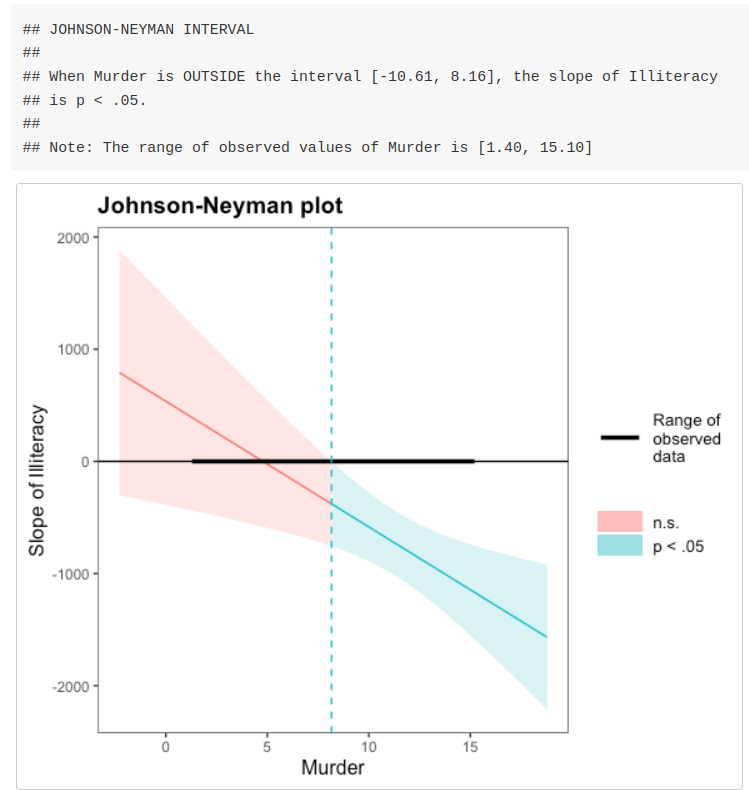 ## JOHNSON-NEYMAN INTERVAL
##
## When Murder is OUTSIDE the interval [-10.61, 8.16], the slope of Illiteracy
## is p < .05.
##
## Note: The range of observed values of Murder is [1.40, 15.10]
Johnson-Neyman plot
2000
1000
0
-1000
-2000
Slope of Illiteracy
0 5 10 15
Murder
Range of
observed
data
n.s.
p < .05